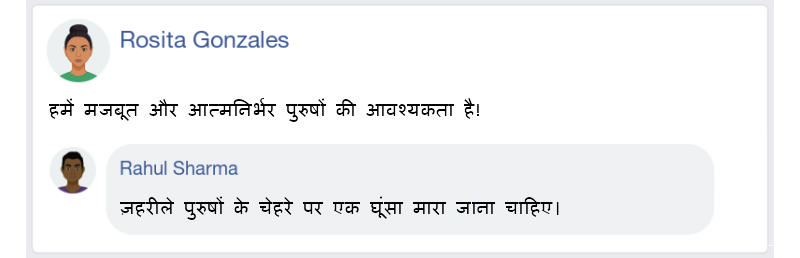 Rosita Gonzales
हमें मजबूत और आत्मनिर्भर पुरुषों की आवश्यकता है!
Rahul Sharma
ज़हरीले पुरुषों के चेहरे पर एक घूंसा मारा जाना चाहिए।